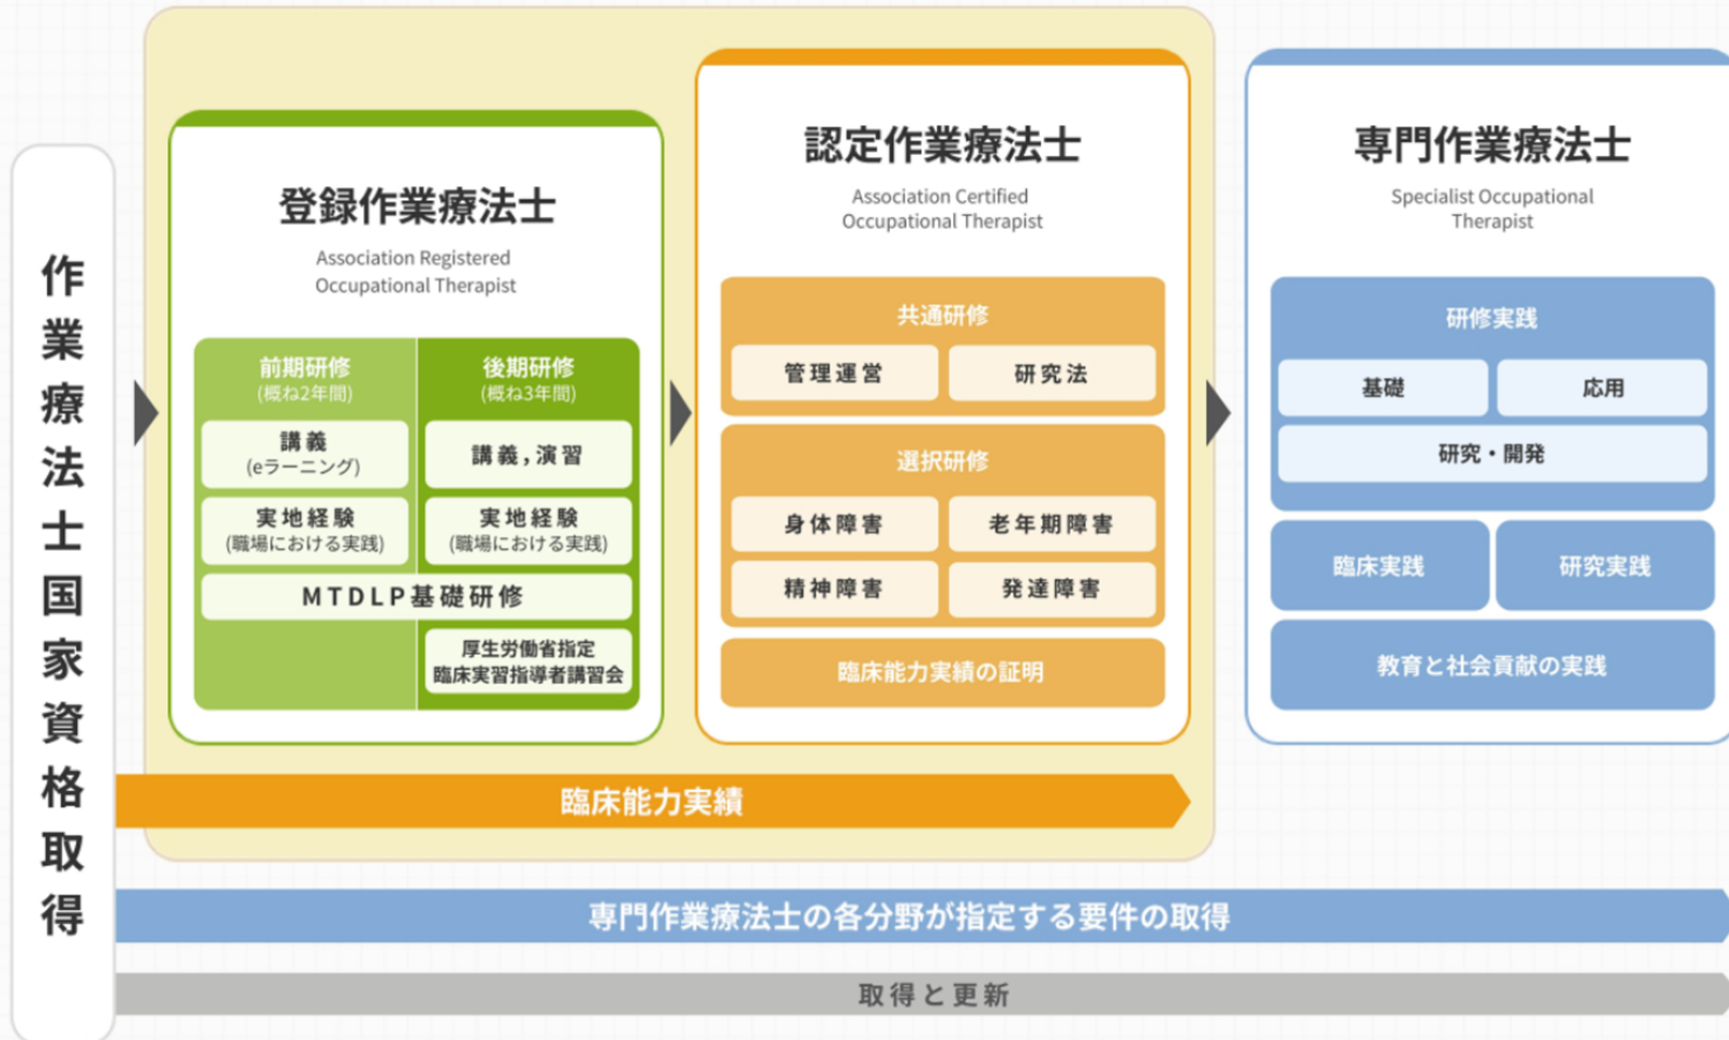 作業療法士国家資格取得
登録作業療法士
Association Registered
Occupational Therapist
前期研修
(概ね2年間)
講義
(eラーニング)
実地経験
(職場における実践)
後期研修
(概ね3年間)
講義,演習
実地経験
(職場における実践)
MTDLP基礎研修
厚生労働省指定
臨床実習指導者講習会
認定作業療法士
Association Certified
Occupational Therapist
共通研修
管理運営
研究法
選択研修
身体障害
老年期障害
精神障害
発達障害
臨床能力実績の証明
専門作業療法士
Specialist Occupational
Therapist
研修実践
基礎
応用
研究・開発
臨床実践
研究実践
教育と社会貢献の実践
臨床能力実績
専門作業療法士の各分野が指定する要件の取得
取得と更新